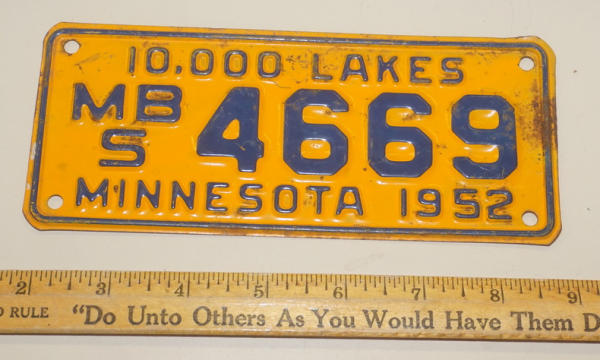 10,000 LAKES
MB
S 4669
MINNESOTA 1952
2 3 4 5 6 7 8 9
RULE "Do Unto Others As You Would Have Them D